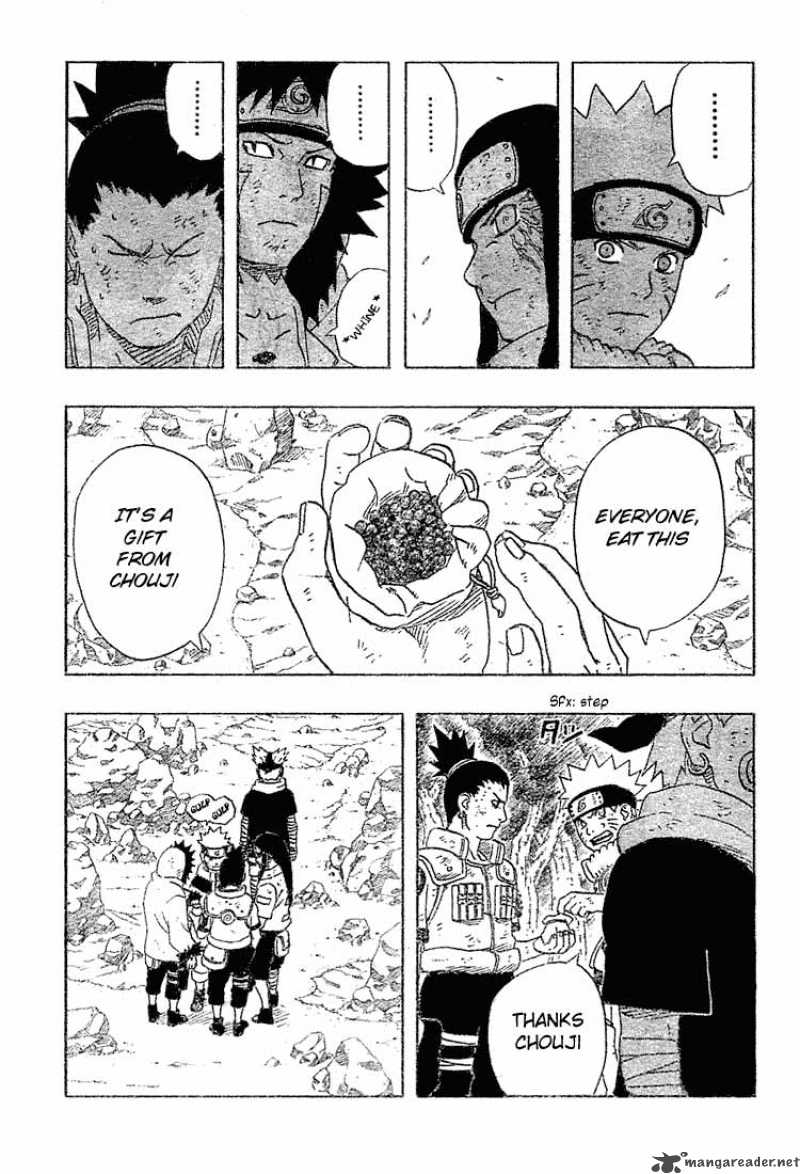 ………
………
………
………
*WHINE*
EVERYONE,
EAT THIS
IT'S A
GIFT
FROM
CHOUJI
Sfx: step
THANKS
CHOUJI
GULP
GULP
mangareader.net